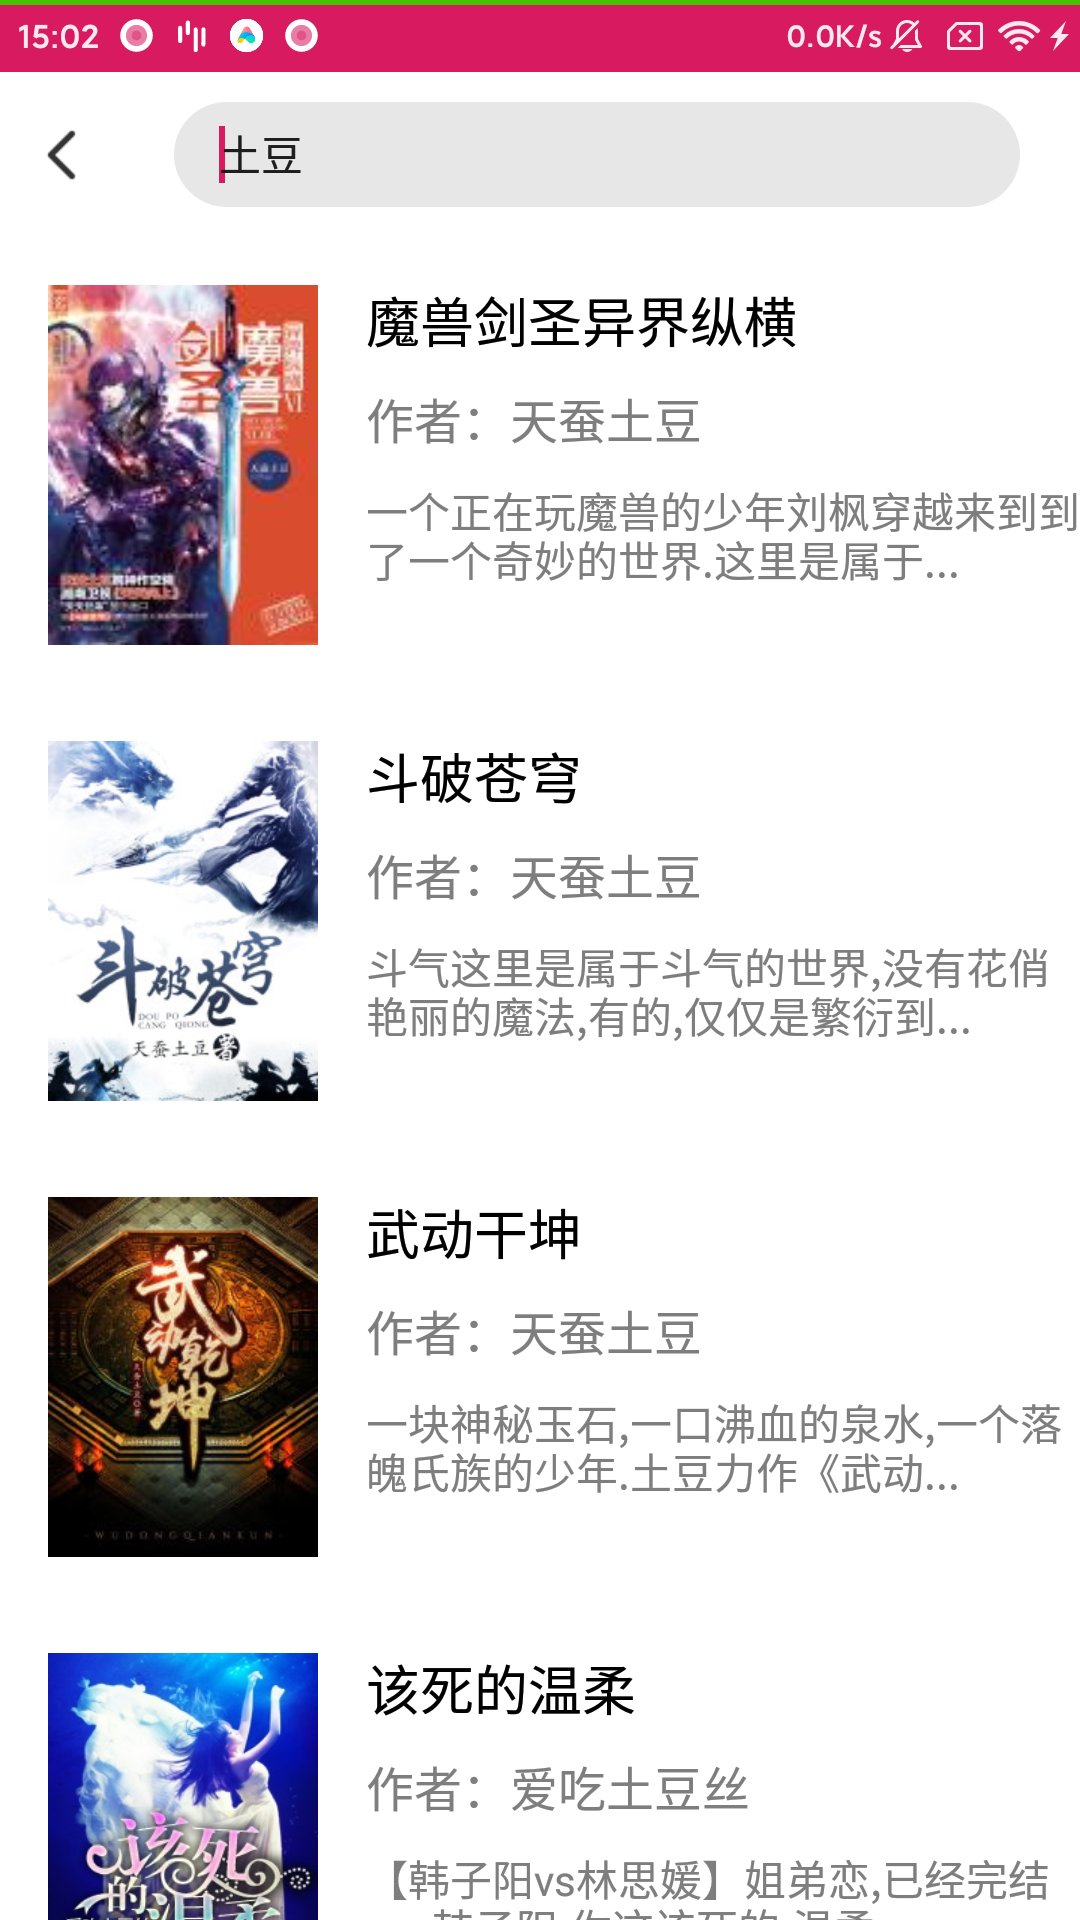 15:02 0.0K/s
土豆
魔兽剑圣异界纵横
作者：天蚕土豆
一个正在玩魔兽的少年刘枫穿越来到到
了一个奇妙的世界.这里是属于...
剑圣
魔兽
天蚕土豆
斗破苍穹
作者：天蚕土豆
斗气这里是属于斗气的世界,没有花俏
艳丽的魔法,有的,仅仅是繁衍到...
斗破苍穹
DOU PO
CANG QIONG
天蚕土豆著
武动干坤
作者：天蚕土豆
一块神秘玉石,一口沸血的泉水,一个落
魄氏族的少年.土豆力作《武动...
武动乾坤
WUDONGQIANKUN
该死的温柔
作者：爱吃土豆丝
【韩子阳vs林思媛】姐弟恋,已经完结
该死的温柔